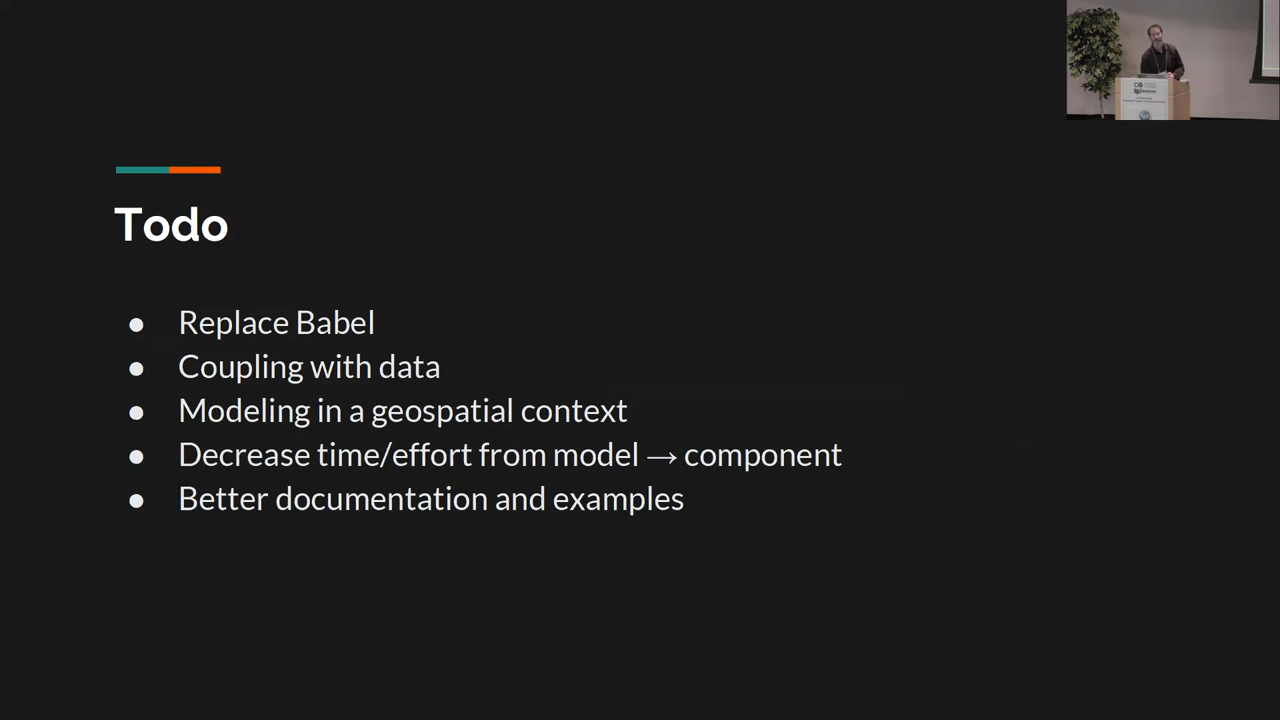 Todo
● Replace Babel
● Coupling with data
● Modeling in a geospatial context
● Decrease time/effort from model → component
● Better documentation and examples